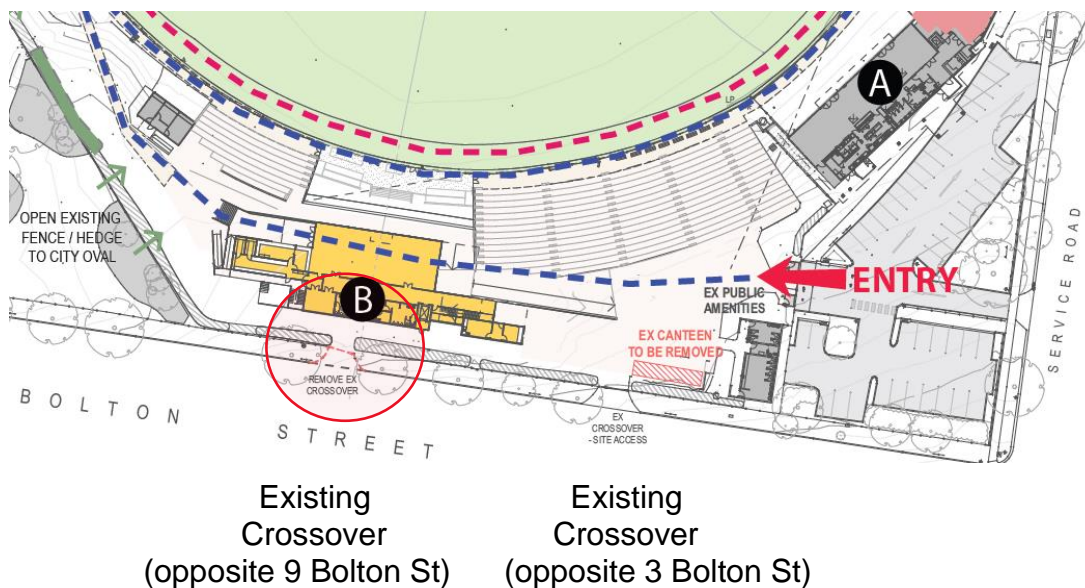 A
LP
OPEN EXISTING
FENCE / HEDGE
TO CITY OVAL
SERVICE ROAD
ENTRY
B
EX PUBLIC
AMENITIES
EX CANTEEN
TO BE REMOVED
REMOVE EX
CROSSOVER
BOLTON STREET
EX
CROSSOVER
- SITE ACCESS
Existing
Crossover
(opposite 9 Bolton St)
Existing
Crossover
(opposite 3 Bolton St)